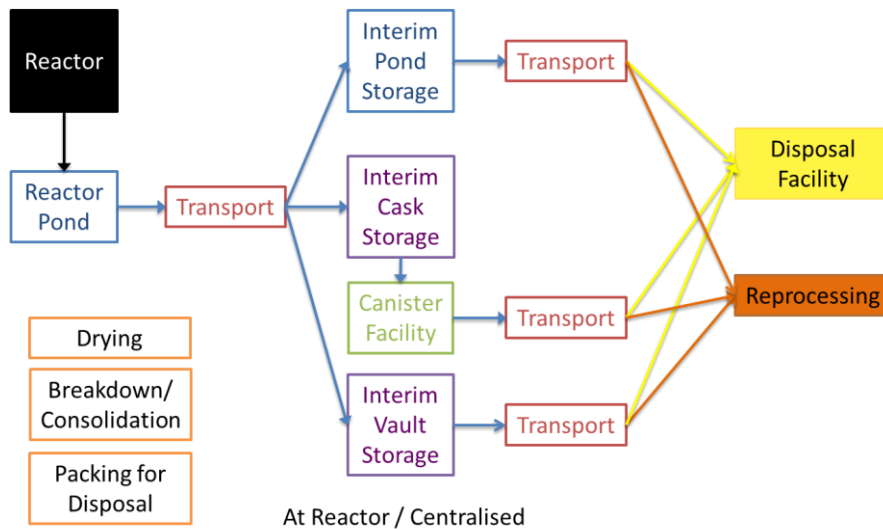 Reactor
Reactor
Pond
Transport
Interim
Pond
Storage
Transport
Interim
Cask
Storage
Canister
Facility
Transport
Interim
Vault
Storage
Transport
Disposal
Facility
Reprocessing
Drying
Breakdown/
Consolidation
Packing for
Disposal
At Reactor / Centralised